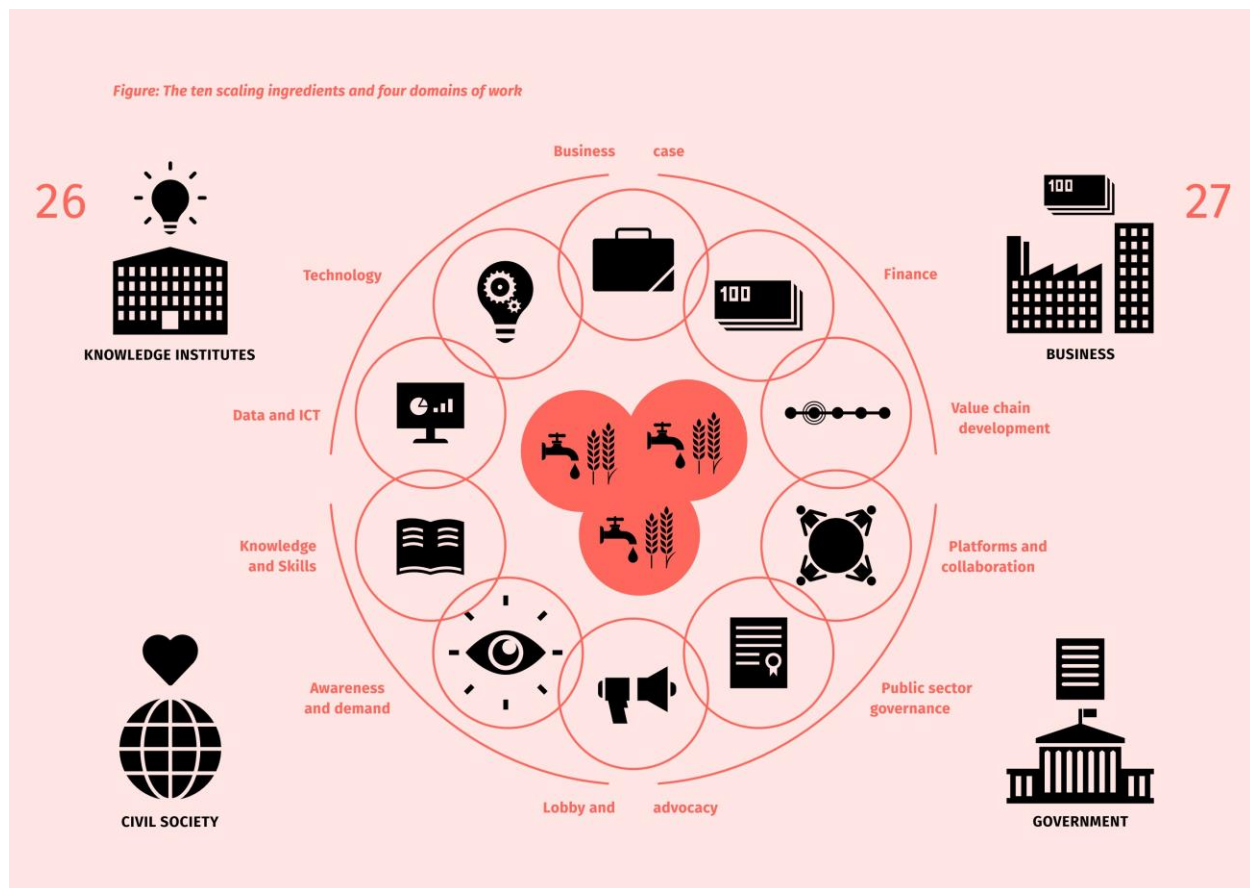 Figure: The ten scaling ingredients and four domains of work
26
27
KNOWLEDGE INSTITUTES
100
BUSINESS
Business case
Technology
100
Finance
Data and ICT
Value chain
development
Knowledge
and Skills
Platforms and
collaboration
Awareness
and demand
Public sector
governance
Lobby and advocacy
CIVIL SOCIETY
GOVERNMENT